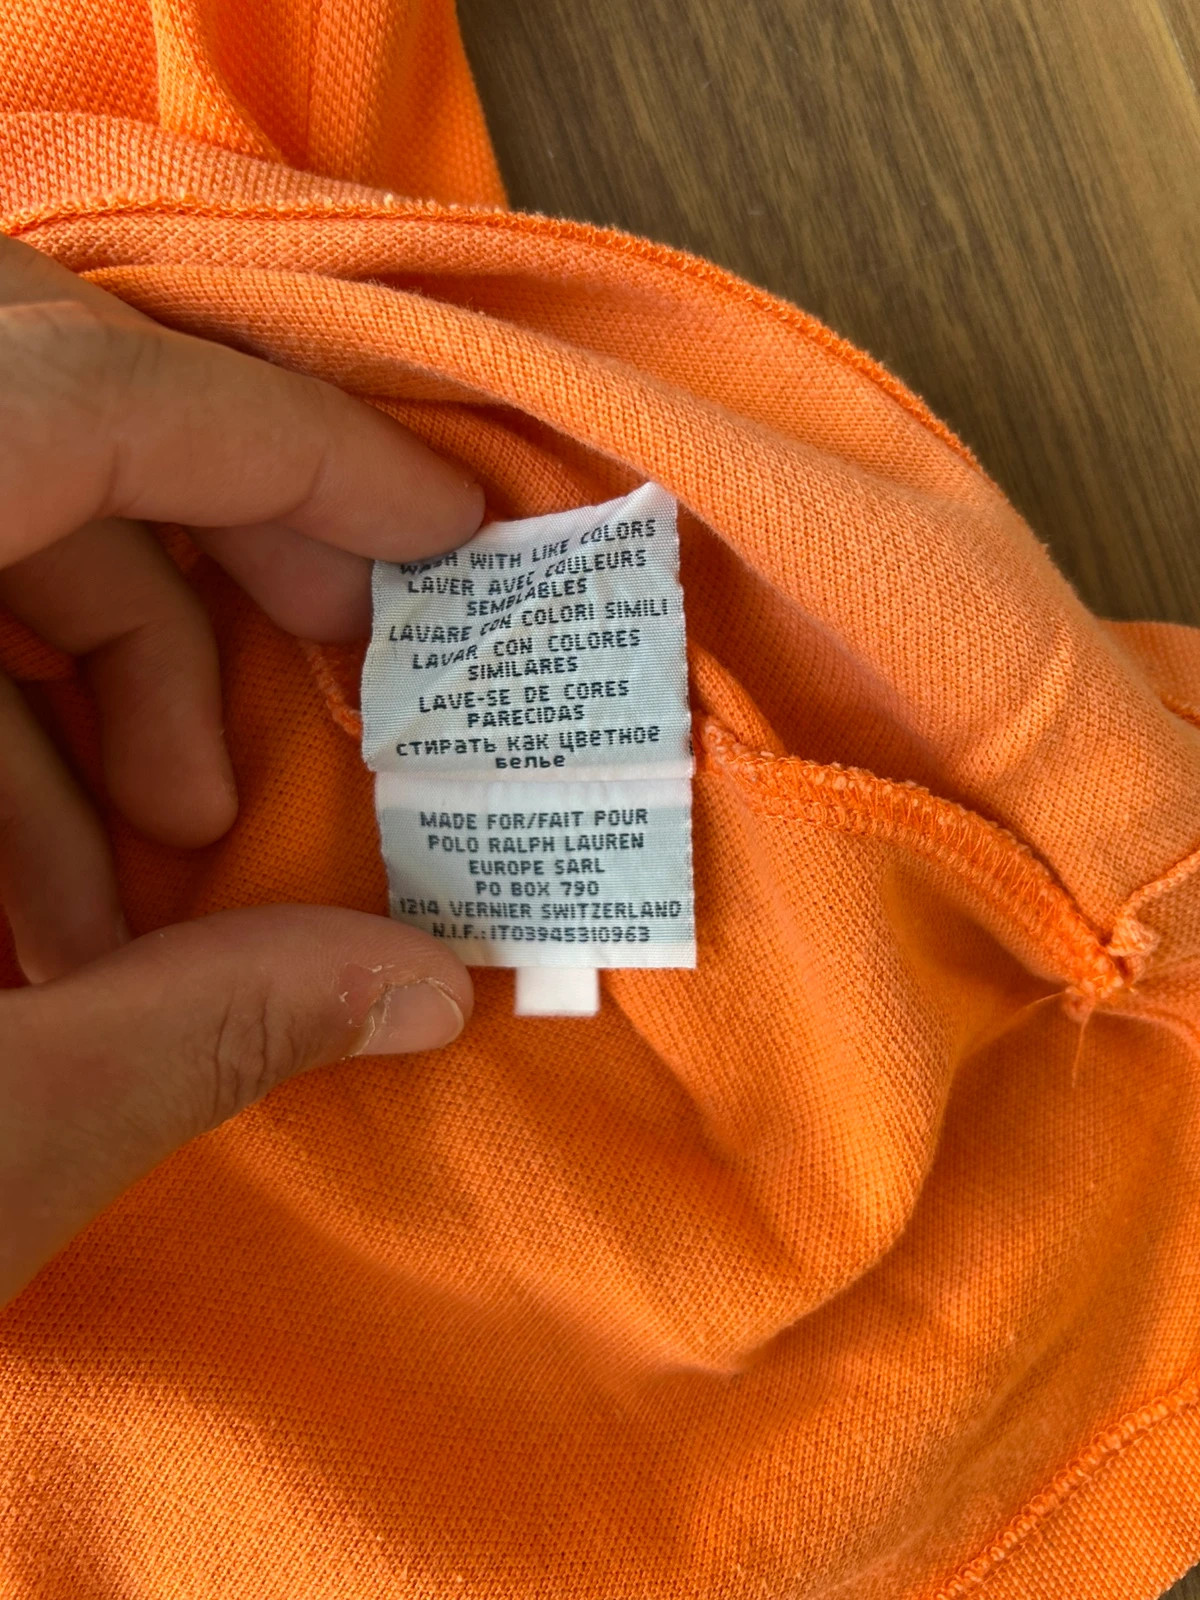 WASH WITH LIKE COLORS
LAVER AVEC COULEURS
SEMBLABLES
LAVARE CON COLORI SIMILI
LAVAR CON COLORES
SIMILARES
LAVE-SE DE CORES
PARECIDAS
стирать как цветное
белье
MADE FOR/FAIT POUR
POLO RALPH LAUREN
EUROPE SARL
PO BOX 790
1214 VERNIER SWITZERLAND
N.I.F.:IT03945310963